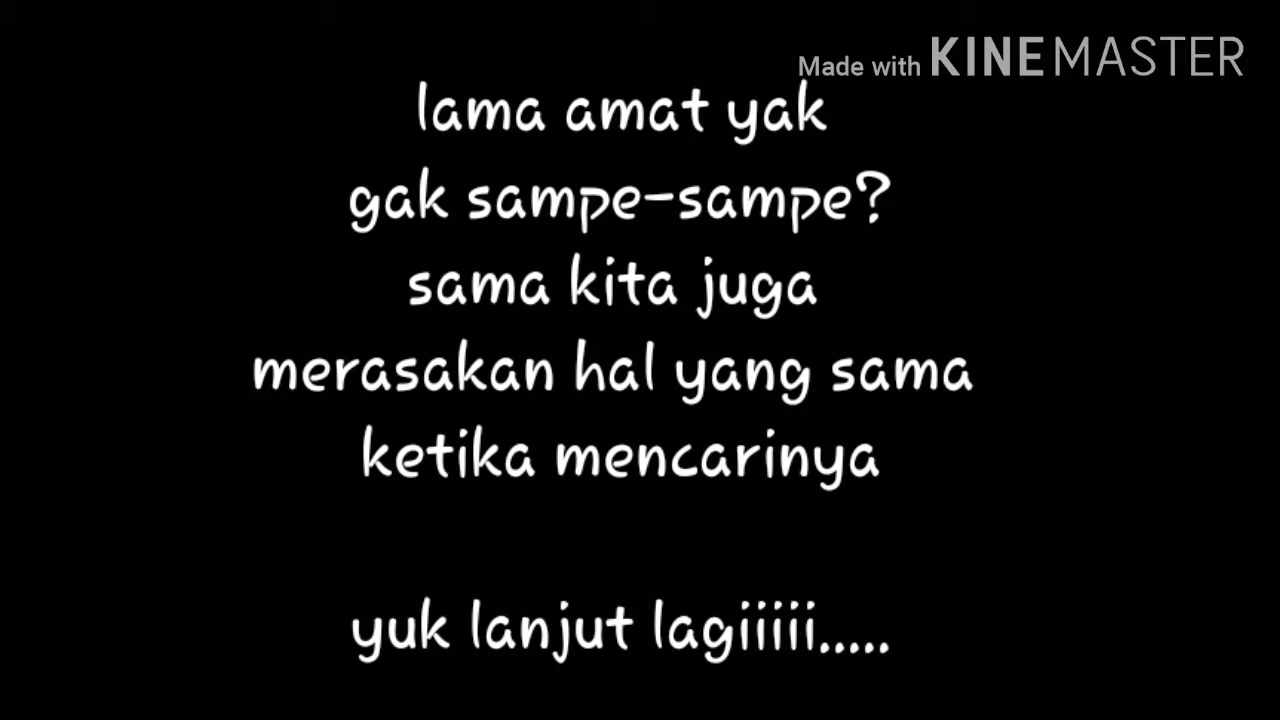 Made with KINEMASTER
lama amat yak
gak sampe-sampe?
sama kita juga
merasakan hal yang sama
ketika mencarinya
yuk lanjut lagiiiii.....